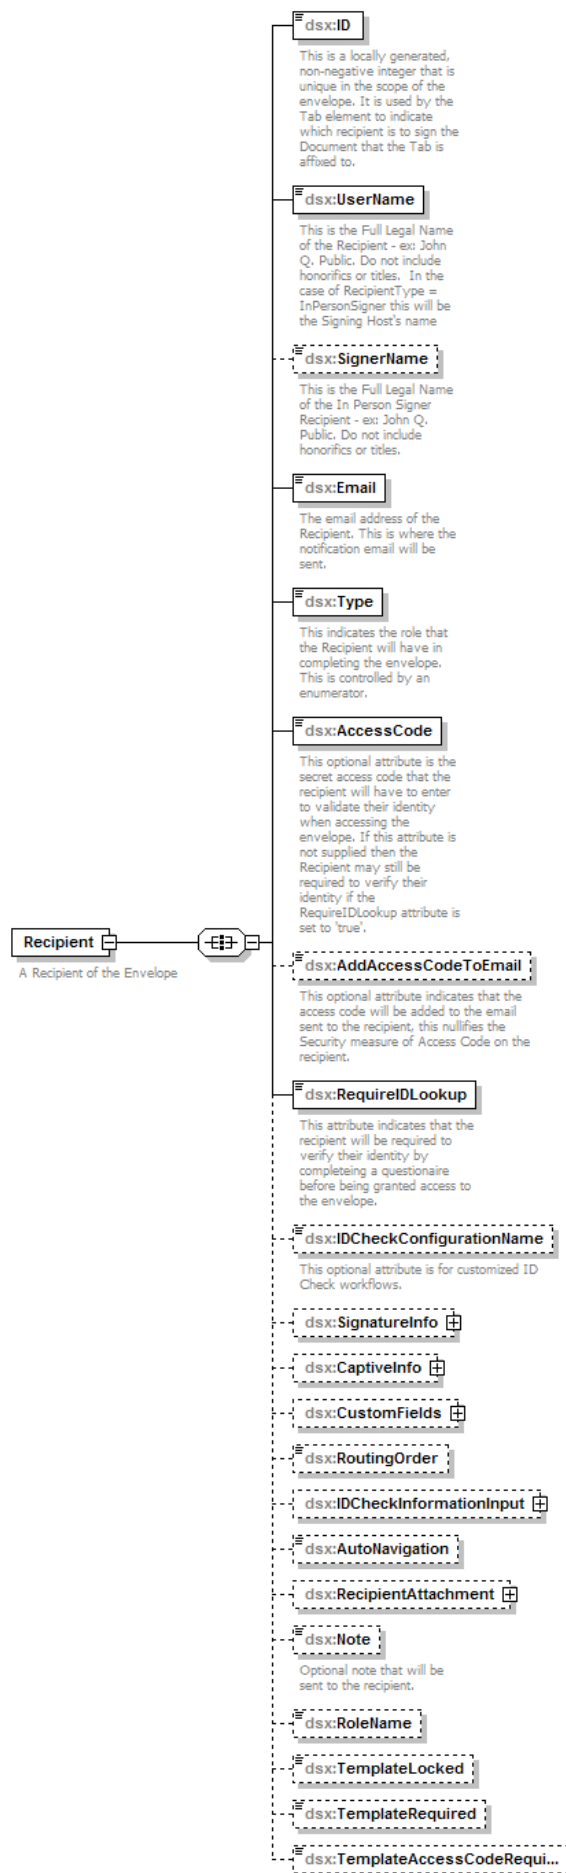 dsx:ID
This is a locally generated,
non-negative integer that is
unique in the scope of the
envelope. It is used by the
Tab element to indicate
which recipient is to sign the
Document that the Tab is
affixed to.
dsx:UserName
This is the Full Legal Name
of the Recipient - ex: John
Q. Public. Do not include
honorifics or titles.  In the
case of RecipientType =
InPersonSigner this will be
the Signing Host's name
dsx:SignerName
This is the Full Legal Name
of the In Person Signer
Recipient - ex: John Q.
Public. Do not include
honorifics or titles.
dsx:Email
The email address of the
Recipient. This is where the
notification email will be
sent.
dsx:Type
This indicates the role that
the Recipient will have in
completing the envelope.
This is controlled by an
enumerator.
dsx:AccessCode
This optional attribute is the
secret access code that the
recipient will have to enter
to validate their identity
when accessing the
envelope. If this attribute is
not supplied then the
Recipient may still be
required to verify their
identity if the
RequireIDLookup attribute is
set to 'true'.
Recipient
A Recipient of the Envelope
dsx:AddAccessCodeToEmail
This optional attribute indicates that the
access code will be added to the email
sent to the recipient, this nullifies the
Security measure of Access Code on the
recipient.
dsx:RequireIDLookup
This attribute indicates that the
recipient will be required to
verify their identity by
completeing a questionaire
before being granted access to
the envelope.
dsx:IDCheckConfigurationName
This optional attribute is for customized ID
Check workflows.
dsx:SignatureInfo
dsx:CaptiveInfo
dsx:CustomFields
dsx:RoutingOrder
dsx:IDCheckInformationInput
dsx:AutoNavigation
dsx:RecipientAttachment
dsx:Note
Optional note that will be
sent to the recipient.
dsx:RoleName
dsx:TemplateLocked
dsx:TemplateRequired
dsx:TemplateAccessCodeRequi...